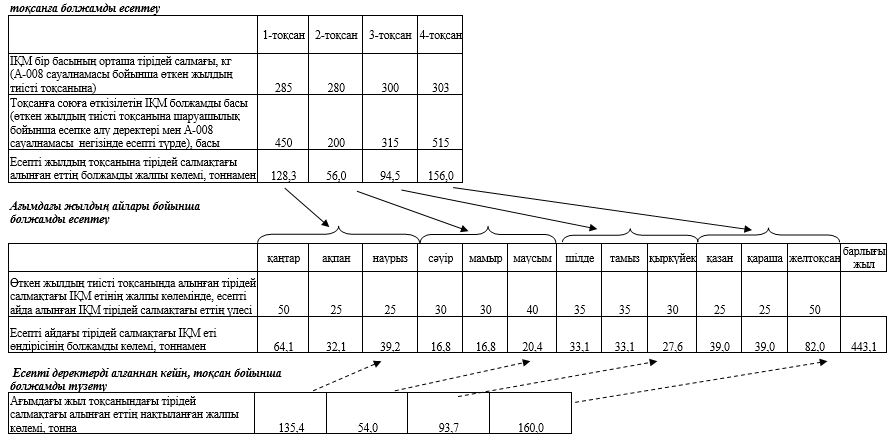 тоқсанға болжамды есептеу
1-тоқсан 2-тоқсан 3-тоқсан 4-тоқсан
ІҚМ бір басының орташа тірідей салмағы, кг
(А-008 сауалнамасы бойынша өткен жылдың
тиісті тоқсанына) 285 280 300 303
Тоқсанға союға өткізілетін ІҚМ болжамды басы
(өткен жылдың тиісті тоқсанына шаруашылық
бойынша есепке алу деректері мен А-008
сауалнамасы негізінде есепті түрде), басы 450 200 315 515
Есепті жылдың тоқсанына тірідей салмақтағы
алынған еттің болжамды жалпы көлемі, тоннамен 128,3 56,0 94,5 156,0
Ағымдағы жылдың айлары бойынша
болжамды есептеу
қаңтар ақпан наурыз сәуір мамыр маусым шілде тамыз қыркүйек қазан қараша желтоқсан барлығы
жыл
Өткен жылдың тиісті тоқсанында алынған тірідей
салмақтағы ІҚМ етінің жалпы көлемінде, есепті
айда алынған ІҚМ тірідей салмақтағы еттің үлесі 50 25 25 30 30 40 35 35 30 25 25 50
Есепті айдағы тірідей салмақтағы ІҚМ еті
өндірісінің болжамды көлемі, тоннамен 64,1 32,1 39,2 16,8 16,8 20,4 33,1 33,1 27,6 39,0 39,0 82,0 443,1
Есепті деректерді алғаннан кейін, тоқсан бойынша
болжамды түзету
Ағымдағы жыл тоқсанындағы тірідей
салмақтағы алынған еттің нақтыланған жалпы
көлемі, тонна 135,4 54,0 93,7 160,0